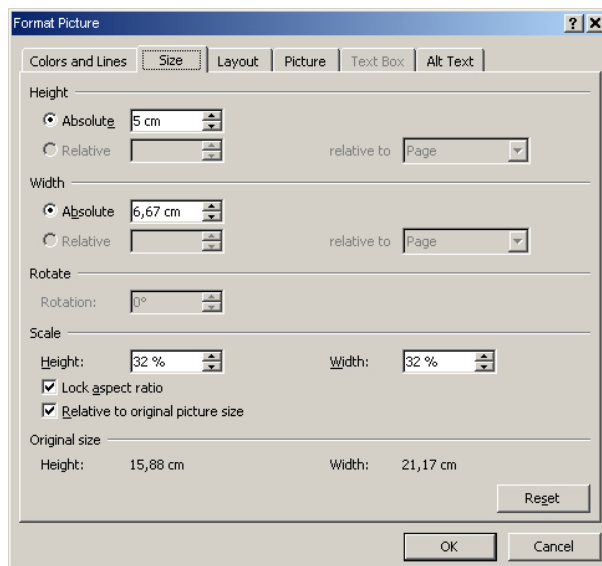 Format Picture
Colors and Lines Size Layout Picture Text Box Alt Text
Height
Absolute 5 cm
Relative relative to Page
Width
Absolute 6,67 cm
Relative relative to Page
Rotate
Rotation: 0°
Scale
Height: 32 % Width: 32 %
Lock aspect ratio
Relative to original picture size
Original size
Height: 15,88 cm Width: 21,17 cm
Reset
OK Cancel